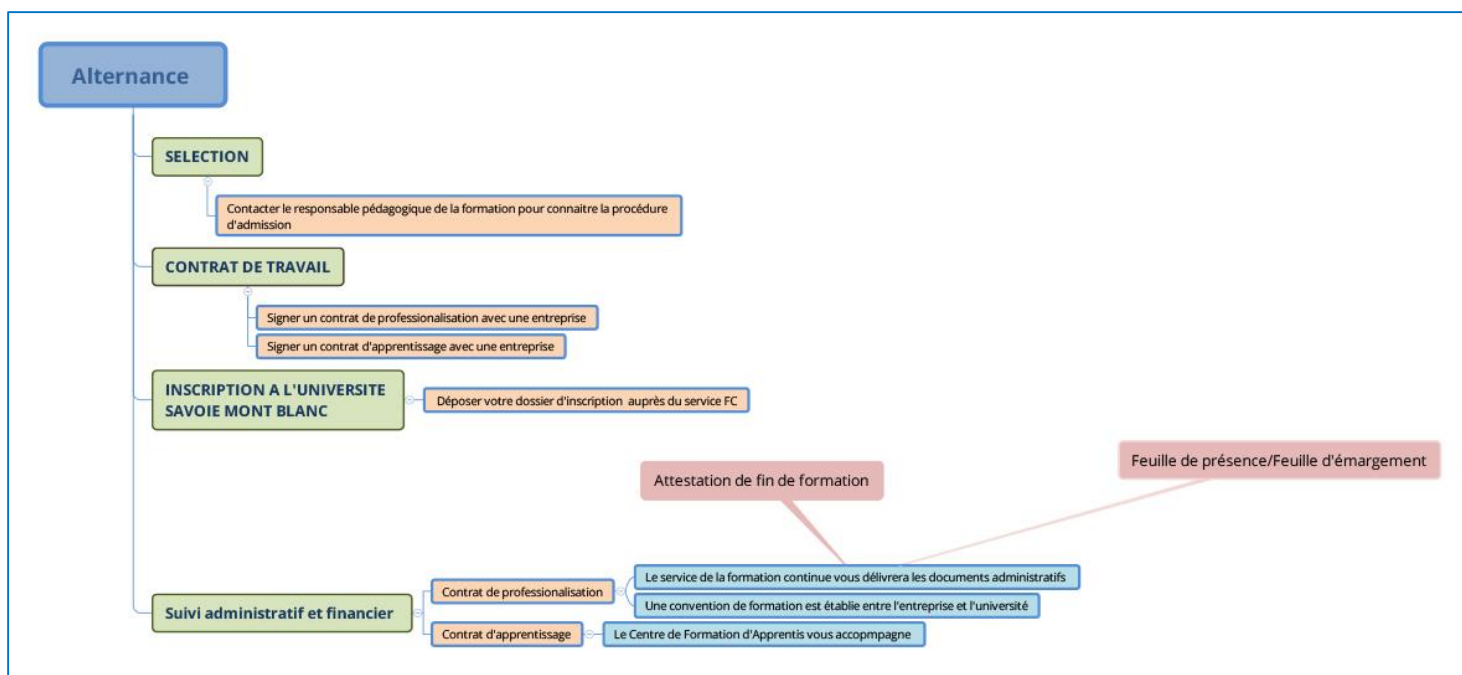 Alternance
SELECTION
Contacter le responsable pédagogique de la formation pour connaitre la procédure
d'admission
CONTRAT DE TRAVAIL
Signer un contrat de professionalisation avec une entreprise
Signer un contrat d'apprentissage avec une entreprise
INSCRIPTION A L'UNIVERSITE
SAVOIE MONT BLANC
Déposer votre dossier d'inscription auprès du service FC
Feuille de présence/Feuille d'émargement
Attestation de fin de formation
Suivi administratif et financier
Contrat de professionalisation
Le service de la formation continue vous délivrera les documents administratifs
Une convention de formation est établie entre l'entreprise et l'université
Contrat d'apprentissage
Le Centre de Formation d'Apprentis vous accopmpagne